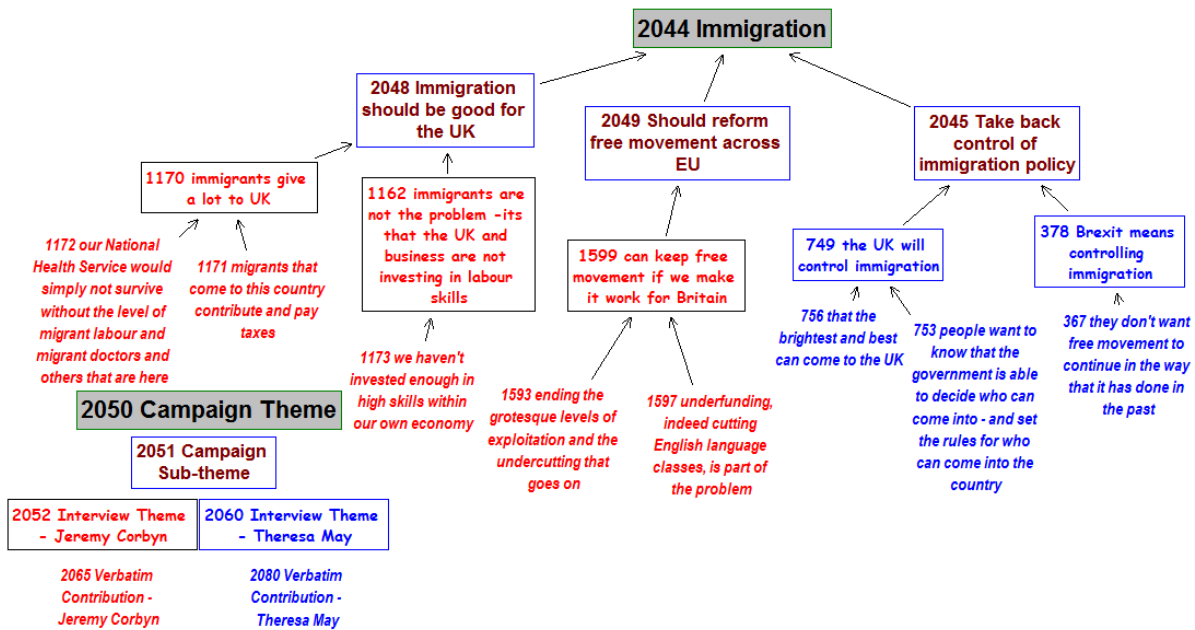 2044 Immigration
2048 Immigration
should be good for
the UK
2049 Should reform
free movement across
EU
2045 Take back
control of
immigration policy
1170 immigrants give
a lot to UK
1162 immigrants are
not the problem -its
that the UK and
business are not
investing in labour
skills
1599 can keep free
movement if we make
it work for Britain
749 the UK will
control immigration
378 Brexit means
controlling
immigration
1172 our National
Health Service would
simply not survive
without the level of
migrant labour and
migrant doctors and
others that are here
1171 migrants that
come to this country
contribute and pay
taxes
1173 we haven't
invested enough in
high skills within
our own economy
1593 ending the
grotesque levels of
exploitation and the
undercutting that
goes on
1597 underfunding,
indeed cutting
English language
classes, is part of
the problem
756 that the
brightest and best
can come to the UK
753 people want to
know that the
government is able
to decide who can
come into - and set
the rules for who
can come into the
country
367 they don't want
free movement to
continue in the way
that it has done in
the past
2050 Campaign Theme
2051 Campaign
Sub-theme
2052 Interview Theme
- Jeremy Corbyn
2060 Interview Theme
- Theresa May
2065 Verbatim
Contribution -
Jeremy Corbyn
2080 Verbatim
Contribution -
Theresa May